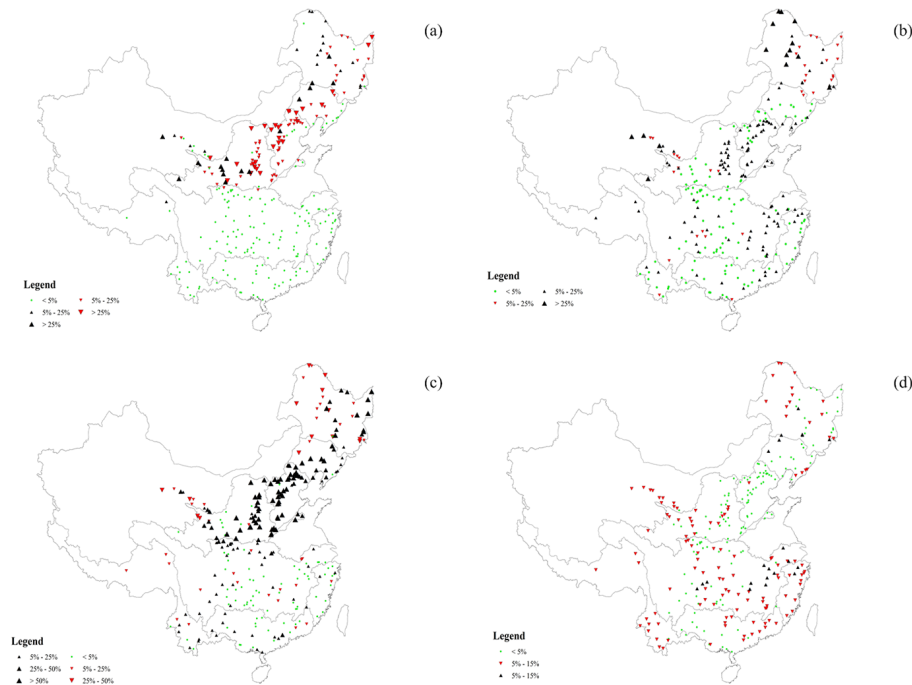 (a)
Legend
< 5% 5% - 25%
5% - 25% > 25%
> 25%
(b)
Legend
< 5% 5% - 25%
5% - 25% > 25%
(c)
Legend
5% - 25% < 5%
25% - 50% 5% - 25%
> 50% 25% - 50%
(d)
Legend
< 5%
5% - 15%
5% - 15%